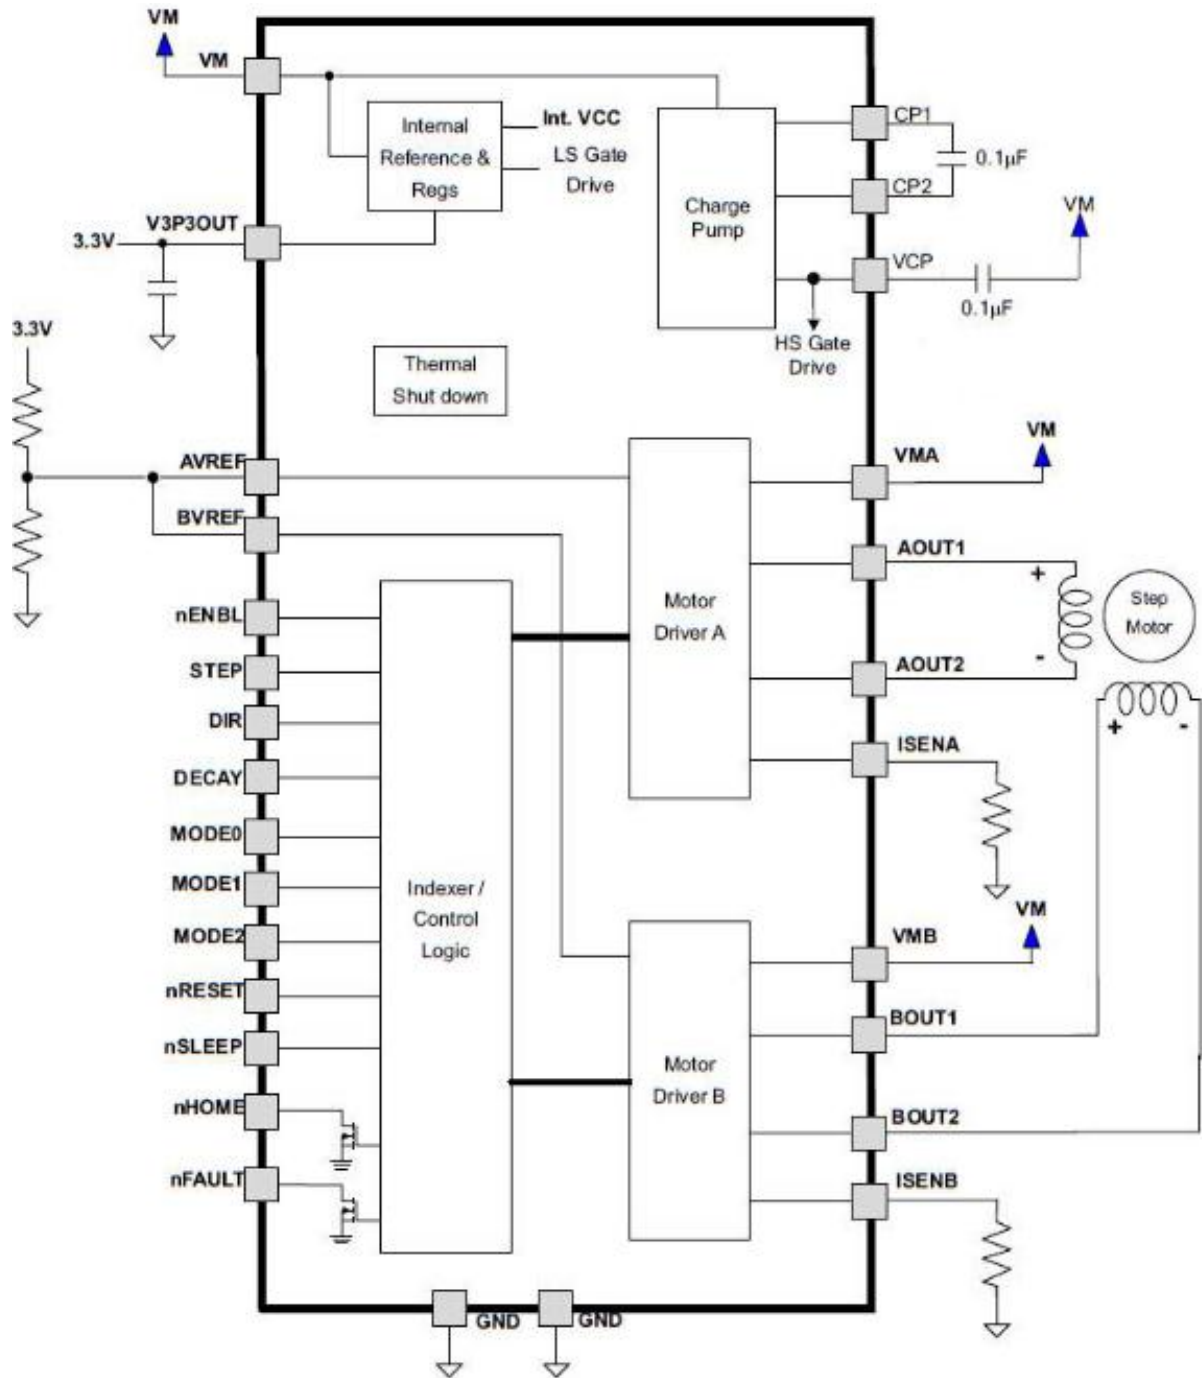 VM
VM
Internal
Reference &
Regs
Int. VCC
LS Gate
Drive
Charge
Pump
CP1
0.1µF
CP2
VM
VCP
0.1µF
HS Gate
Drive
V3P3OUT
3.3V
3.3V
Thermal
Shut down
AVREF
BVREF
VMA
VM
AOUT1
+
-
AOUT2
Step
Motor
+
-
ISENA
Motor
Driver A
nENBL
STEP
DIR
DECAY
MODE0
MODE1
MODE2
nRESET
nSLEEP
nHOME
nFAULT
Indexer /
Control
Logic
VM
VMB
BOUT1
Motor
Driver B
BOUT2
ISENB
GND
GND